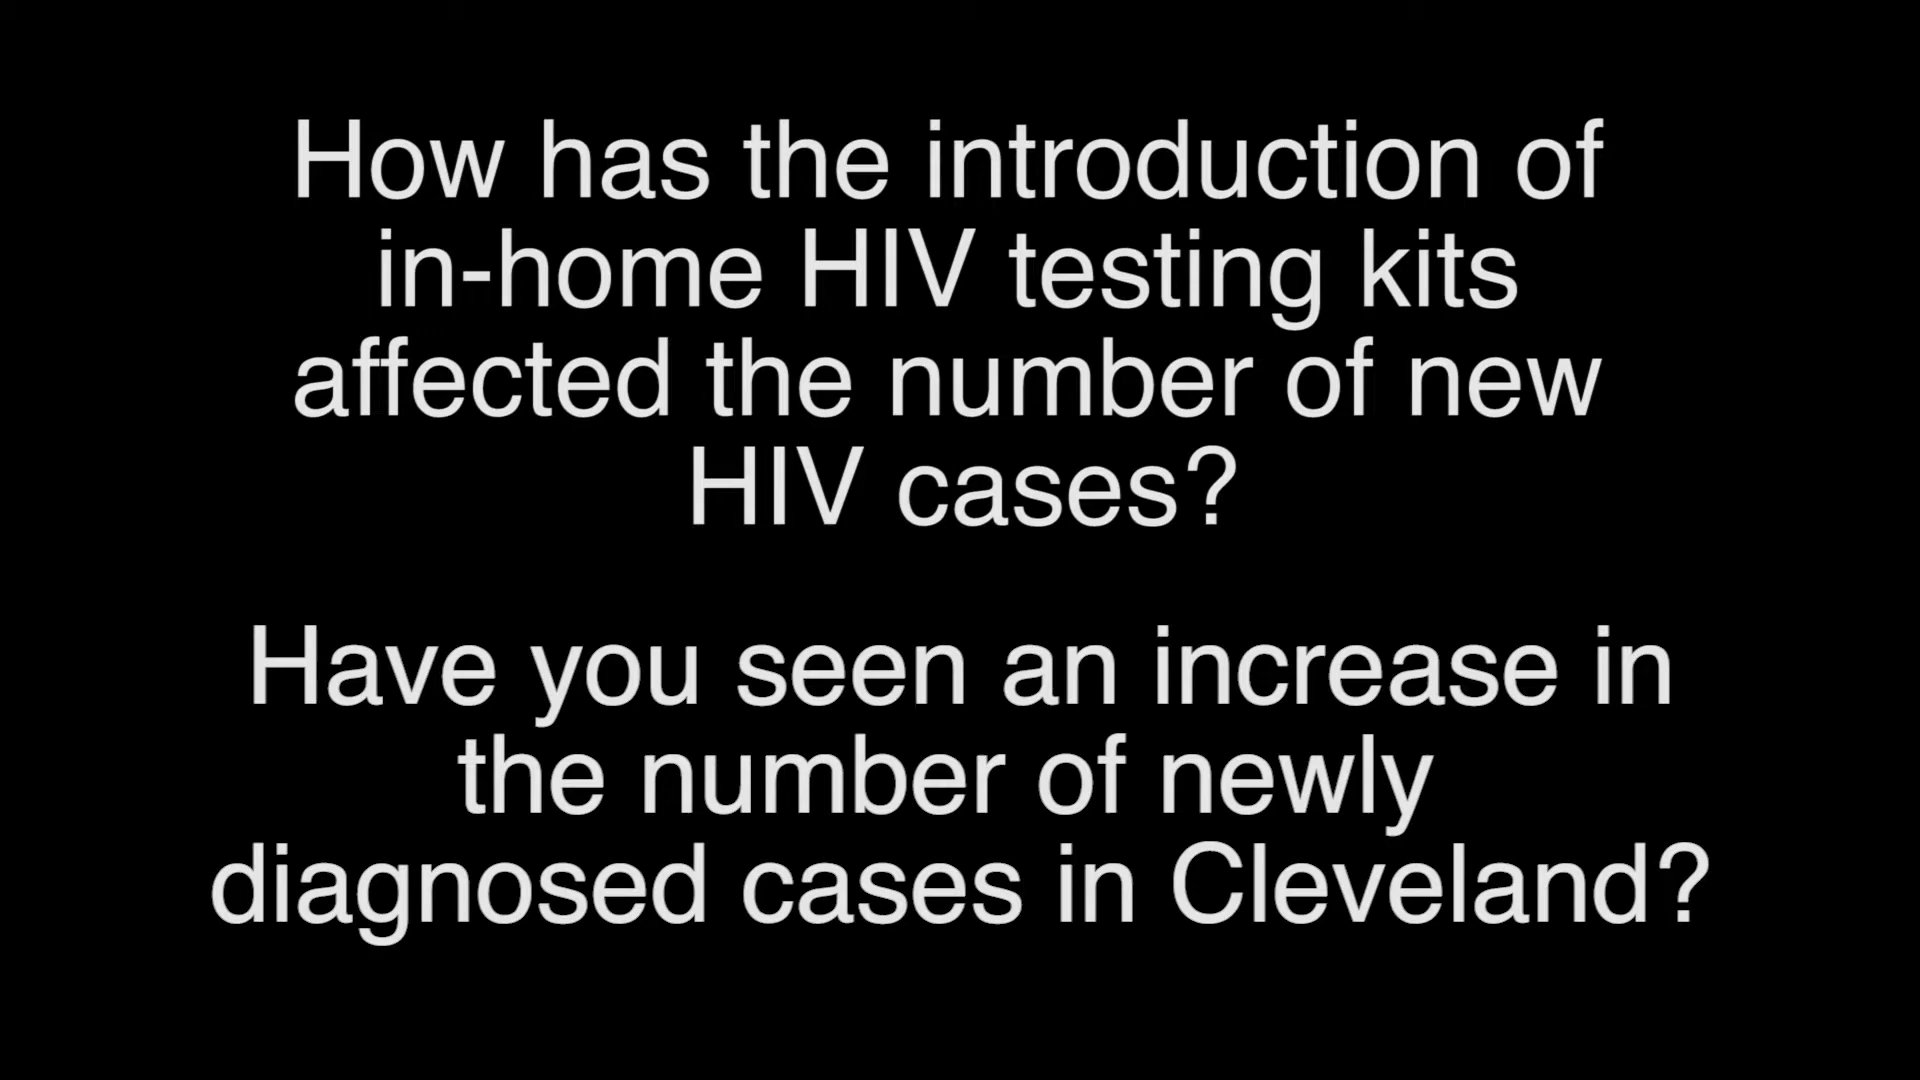 How has the introduction of
in-home HIV testing kits
affected the number of new
HIV cases?
Have you seen an increase in
the number of newly
diagnosed cases in Cleveland?